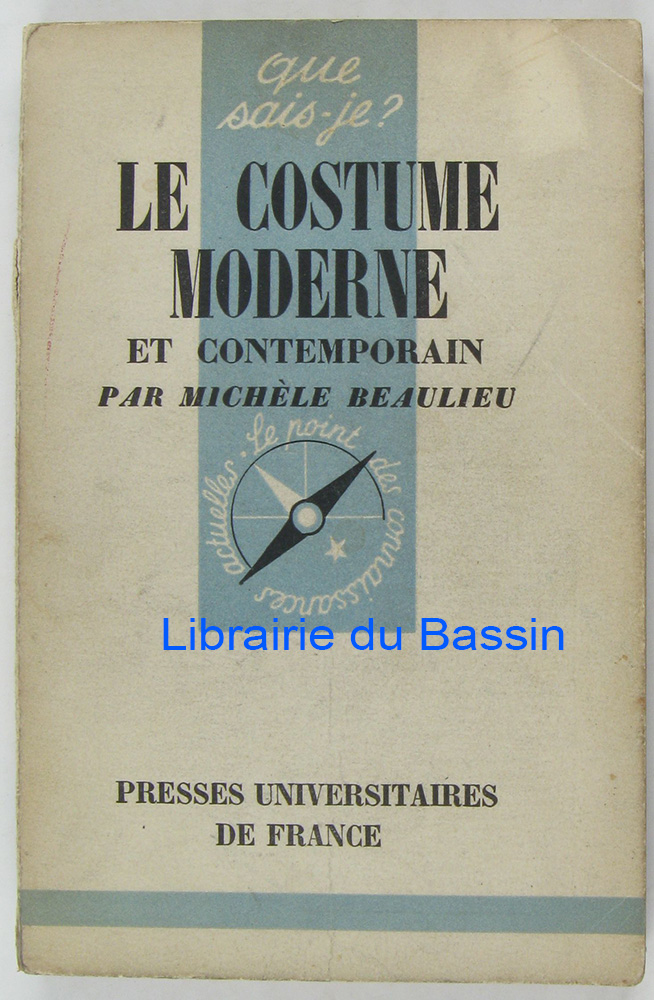 que
sais-je?
LE COSTUME
MODERNE
ET CONTEMPORAIN
PAR MICHÈLE BEAULIEU
le point des connaissances actuelles.
Librairie du Bassin
PRESSES UNIVERSITAIRES
DE FRANCE